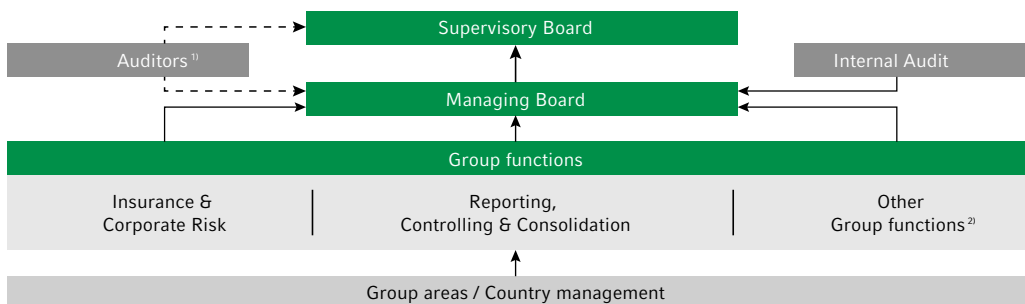 Supervisory Board
Auditors ¹⁾
Internal Audit
Managing Board
Group functions
Insurance &
Corporate Risk
Reporting,
Controlling & Consolidation
Other
Group functions ²⁾
Group areas / Country management